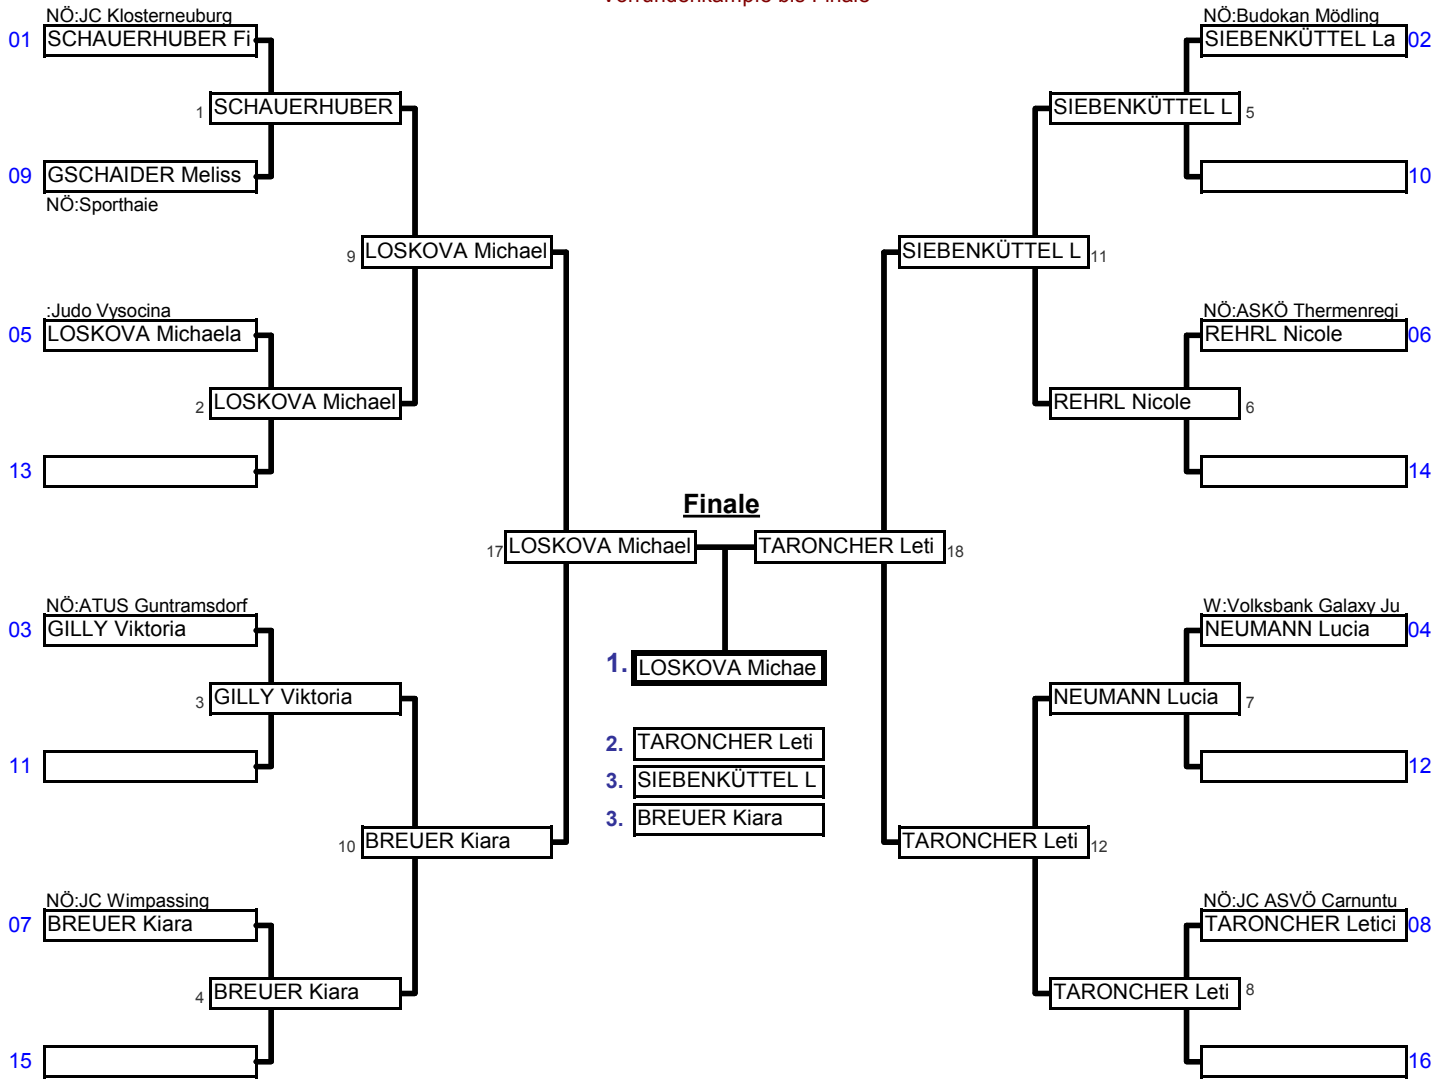 Vorrundenkämpfe bis Finale
NÖ:JC Klosterneuburg
01 SCHAUERHUBER Fi
1 SCHAUERHUBER
09 GSCHAIDER Meliss
NÖ:Sporthaie
9 LOSKOVA Michael
:Judo Vysocina
05 LOSKOVA Michaela
2 LOSKOVA Michael
13
17 LOSKOVA Michael
NÖ:ATUS Guntramsdorf
03 GILLY Viktoria
3 GILLY Viktoria
11
10 BREUER Kiara
NÖ:JC Wimpassing
07 BREUER Kiara
4 BREUER Kiara
15
Finale
1. LOSKOVA Michae
2. TARONCHER Leti
3. SIEBENKÜTTEL L
3. BREUER Kiara
NÖ:Budokan Mödling
SIEBENKÜTTEL La 02
SIEBENKÜTTEL L 5
10
SIEBENKÜTTEL L 11
NÖ:ASKÖ Thermenregi
REHRL Nicole 06
REHRL Nicole 6
14
TARONCHER Leti 18
W:Volksbank Galaxy Ju
NEUMANN Lucia 04
NEUMANN Lucia 7
12
TARONCHER Leti 12
NÖ:JC ASVÖ Carnuntu
TARONCHER Letici 08
TARONCHER Leti 8
16